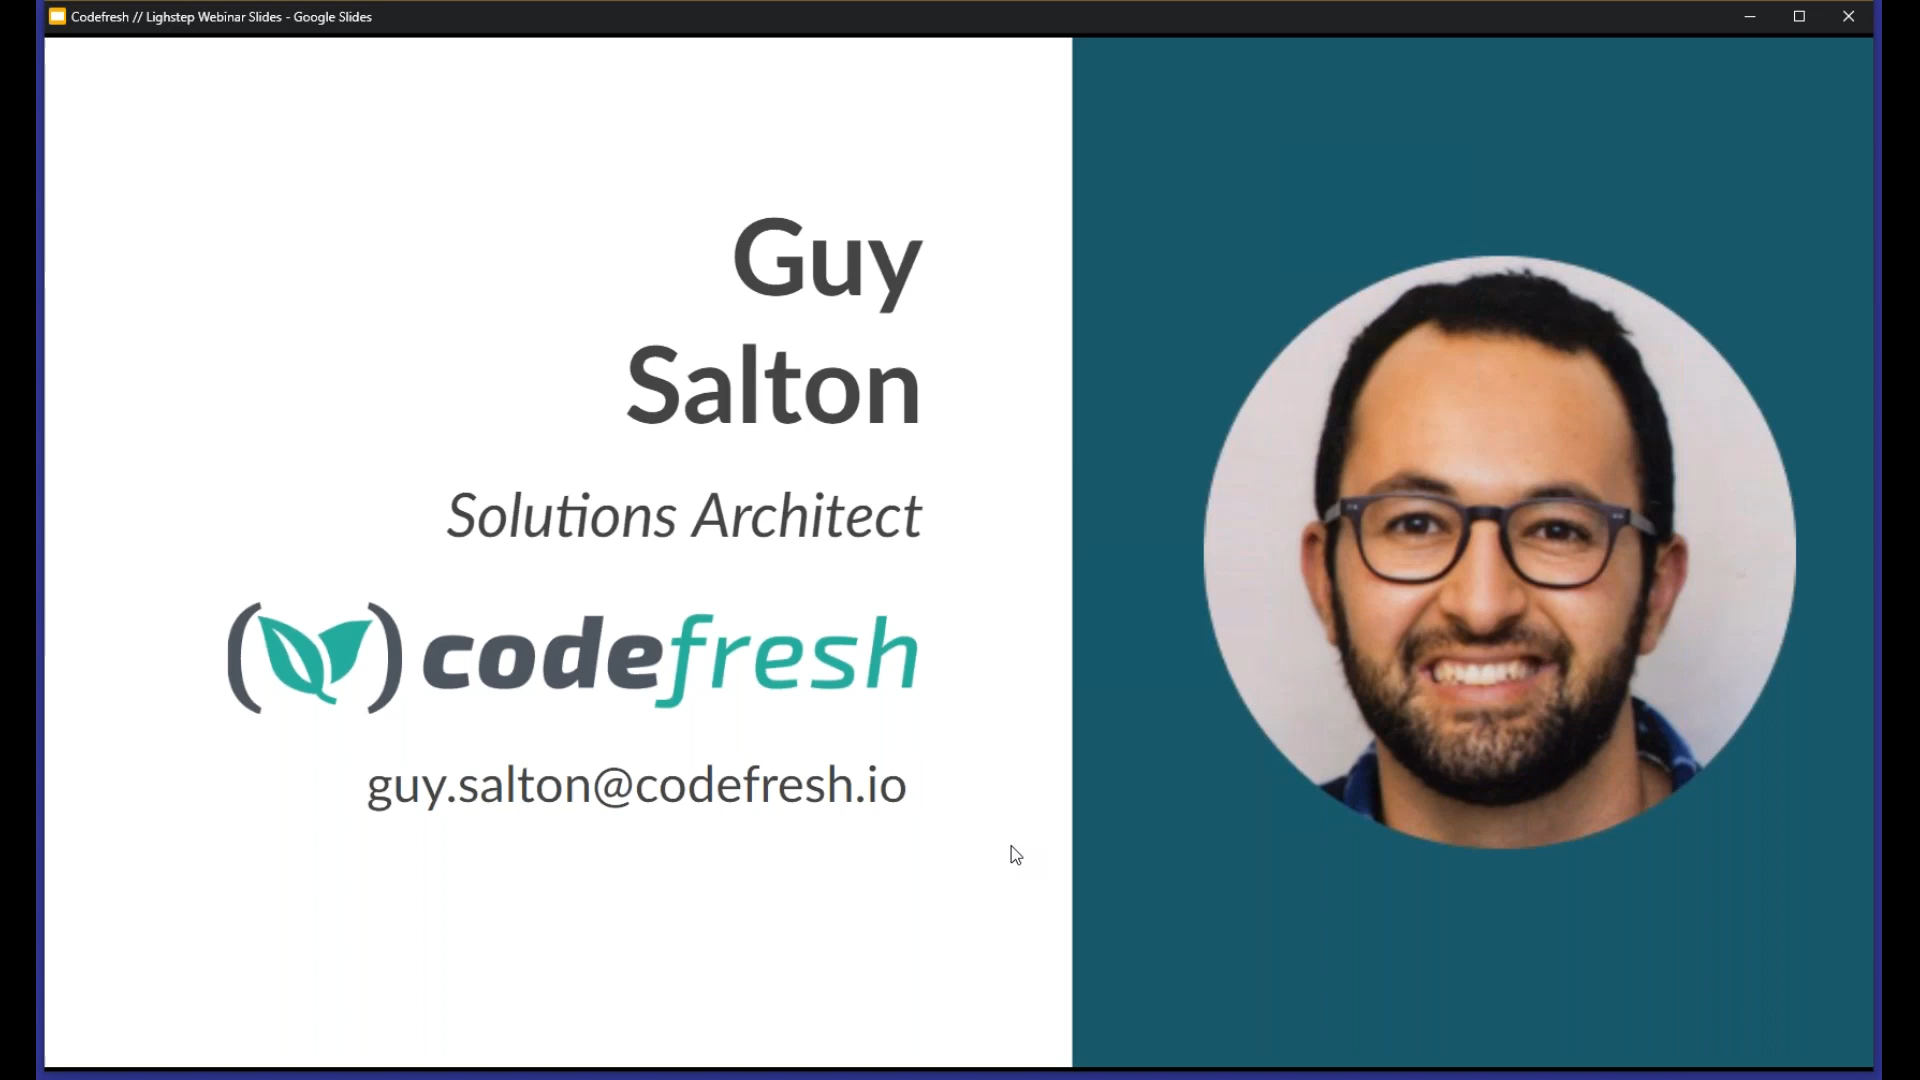 Codefresh // Lighstep Webinar Slides - Google Slides
Guy
Salton
Solutions Architect
codefresh
guy.salton@codefresh.io